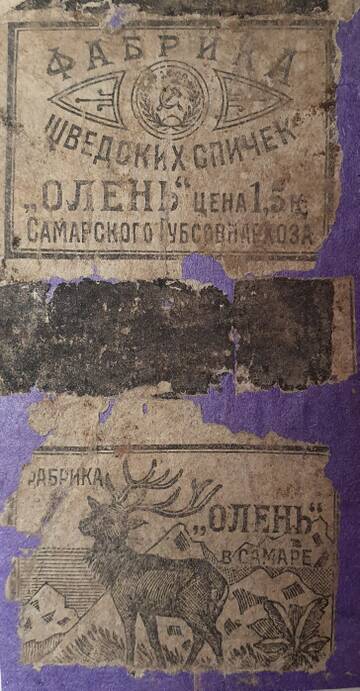 ФАБРИКА
ШВЕДСКИХ СПИЧЕК
„ОЛЕНЬ“ ЦЕНА 1,5 к.
САМАРСКОГО ГУБСОВНАРХОЗА
ФАБРИКА
„ОЛЕНЬ“
В САМАРЕ